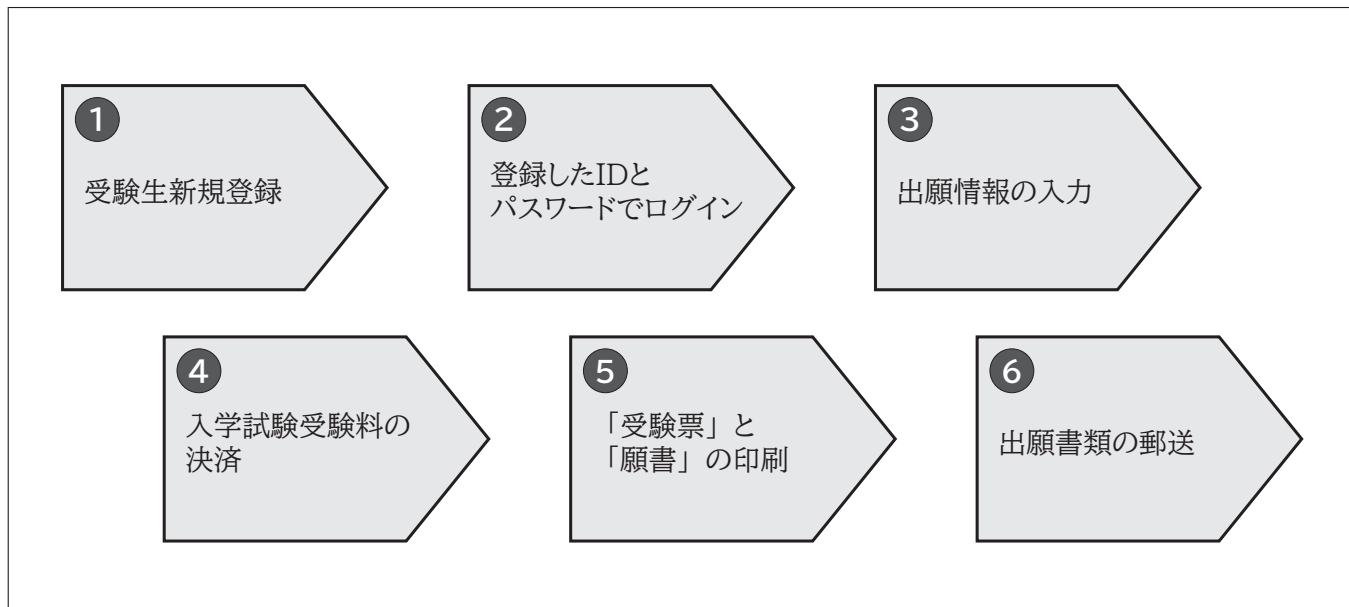 1
受験生新規登録
2
登録したIDと
パスワードでログイン
3
出願情報の入力
4
入学試験受験料の
決済
5
「受験票」と
「願書」の印刷
6
出願書類の郵送